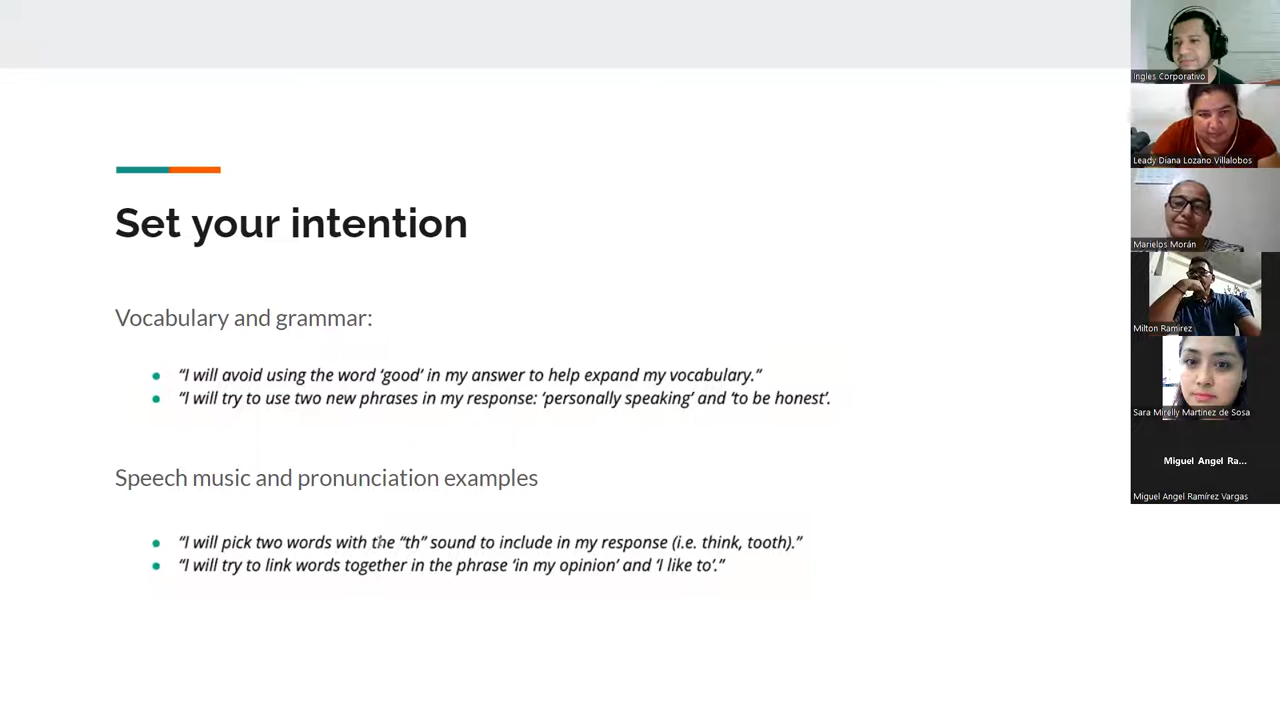 Set your intention
Vocabulary and grammar:
“I will avoid using the word ‘good’ in my answer to help expand my vocabulary.”
“I will try to use two new phrases in my response: ‘personally speaking’ and ‘to be honest’.
Speech music and pronunciation examples
“I will pick two words with the “th” sound to include in my response (i.e. think, tooth).”
“I will try to link words together in the phrase ‘in my opinion’ and ‘I like to’.”
Ingles Corporativo
Leady Diana Lozano Villalobos
Marielos Morán
Milton Ramirez
Sara Mirelly Martinez de Sosa
Miguel Angel Ra...
Miguel Angel Ramírez Vargas